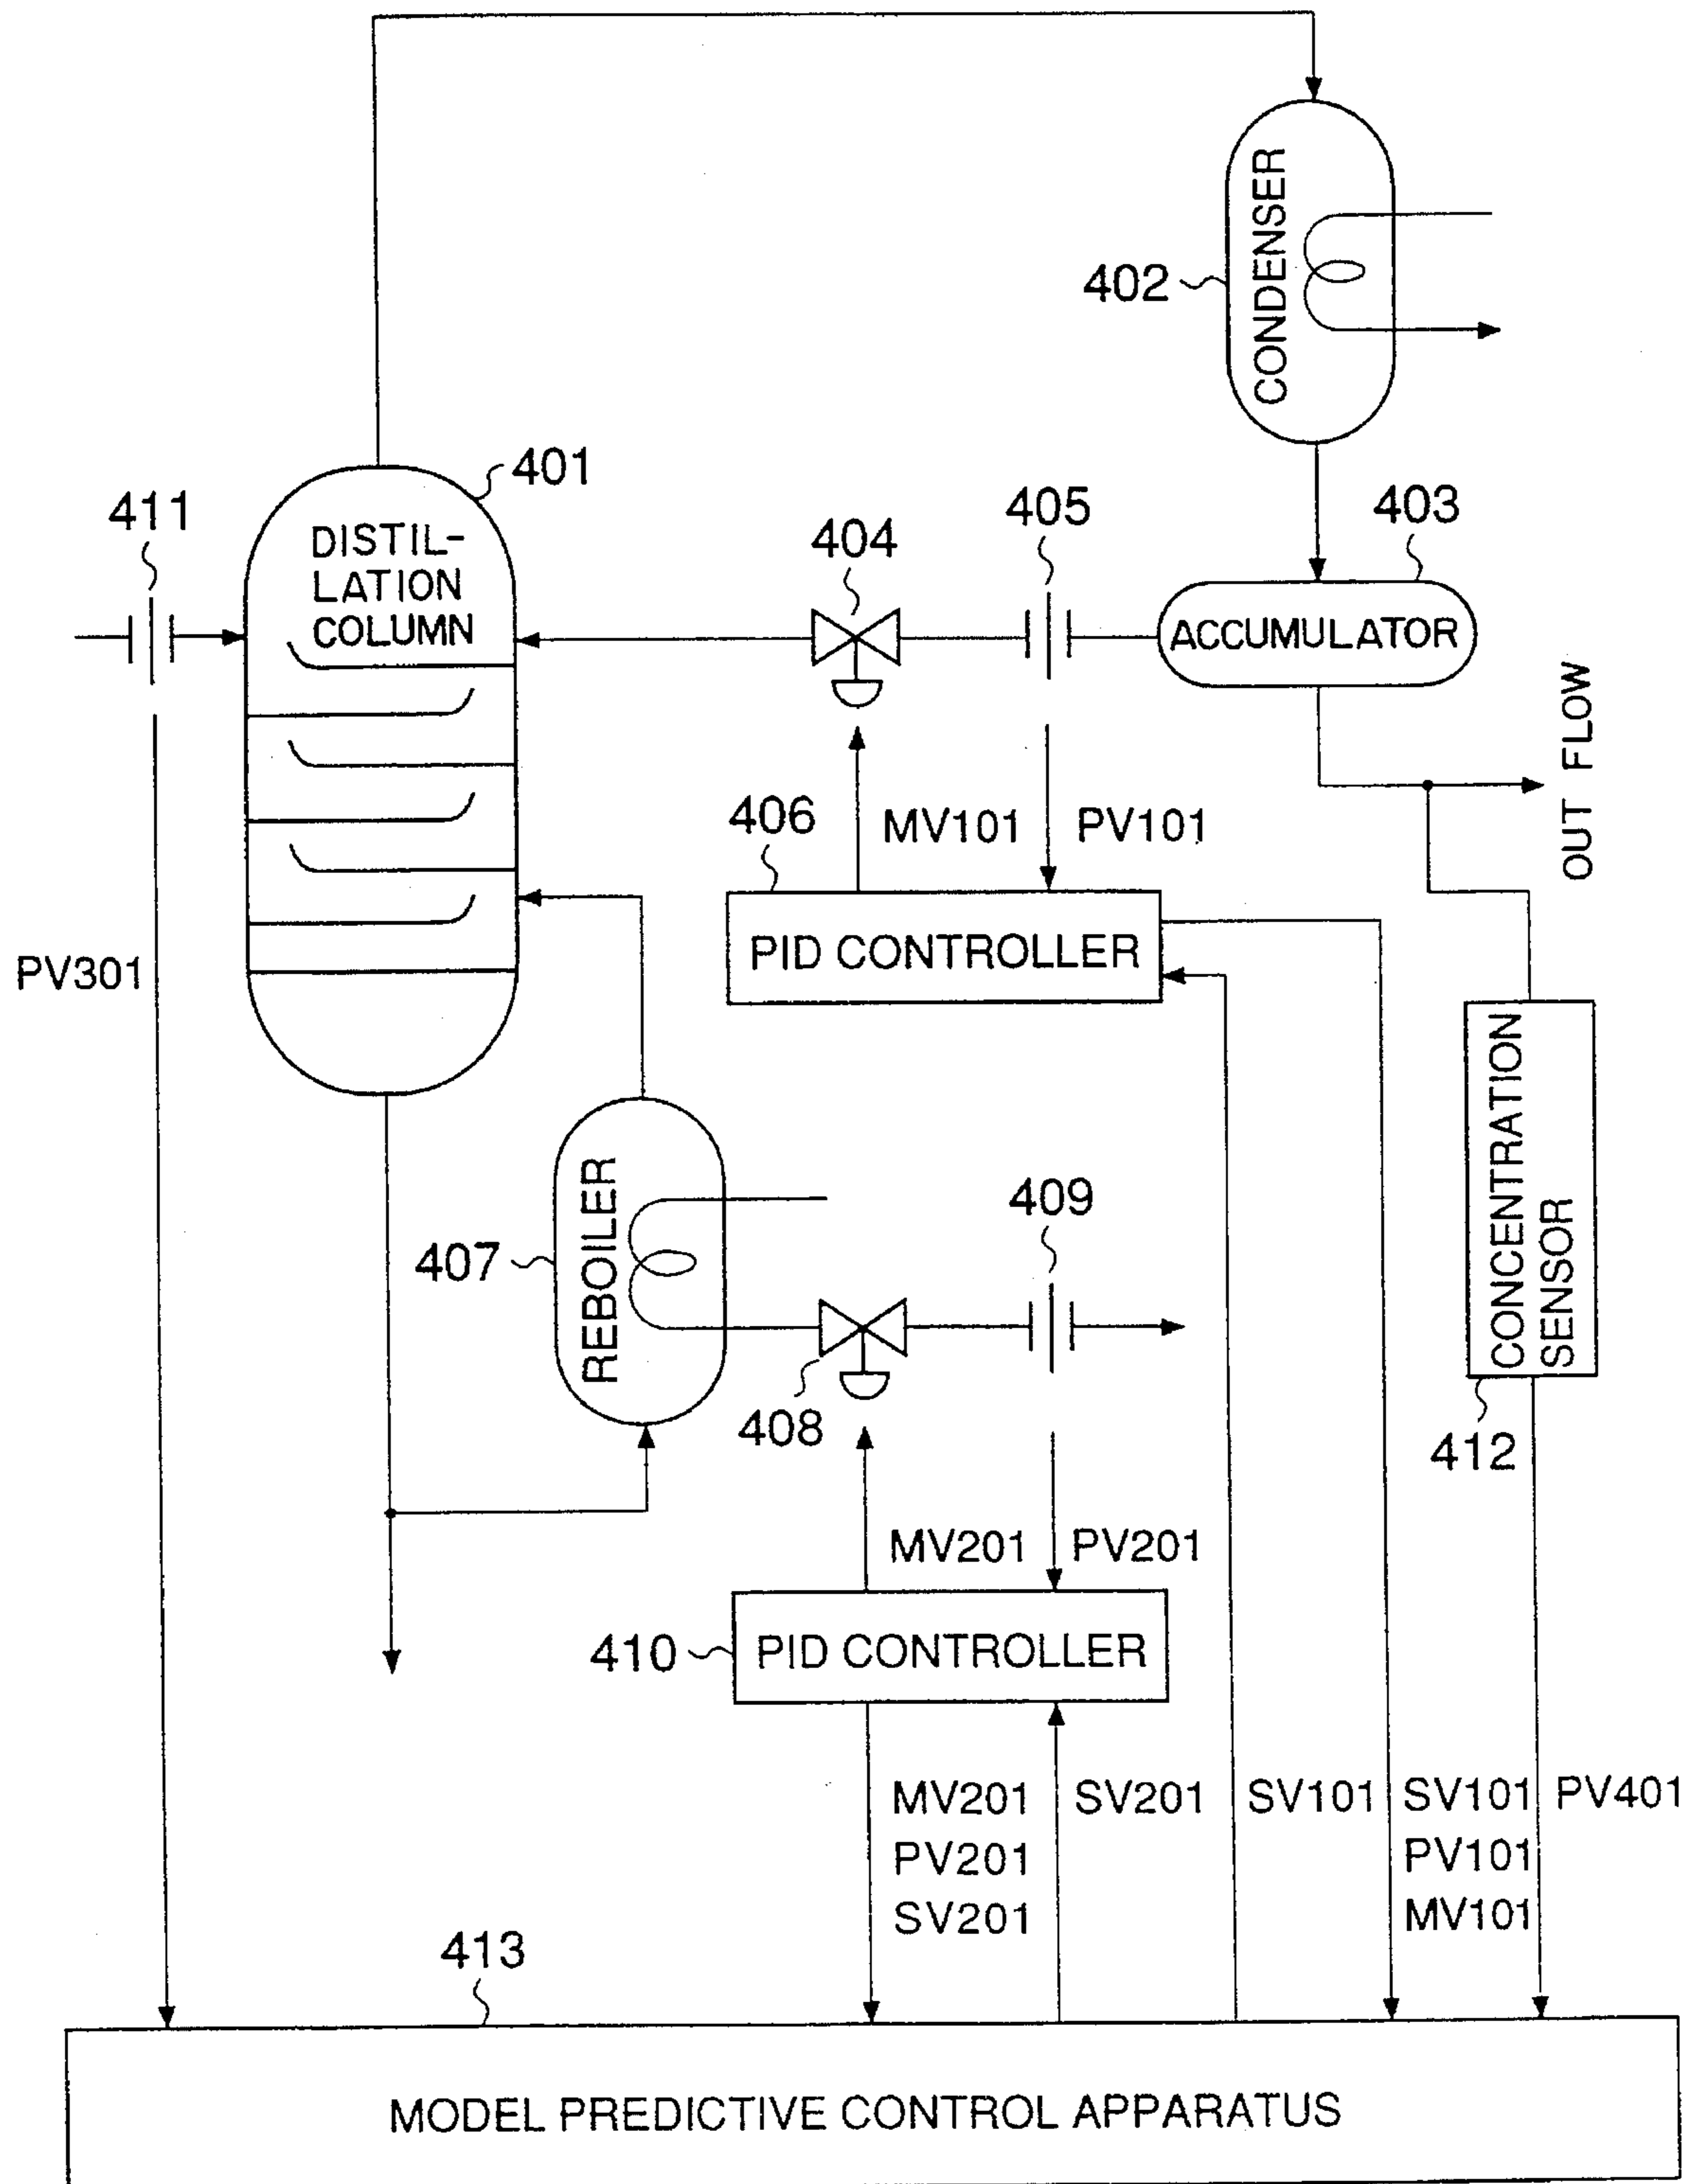 CONDENSER
402
401
411
DISTIL-
LATION
COLUMN
404
405
403
ACCUMULATOR
OUT FLOW
406
MV101
PV101
PID CONTROLLER
PV301
CONCENTRATION
SENSOR
412
REBOILER
407
409
408
MV201
PV201
410
PID CONTROLLER
MV201
PV201
SV201
SV201
SV101
SV101
PV101
MV101
PV401
413
MODEL PREDICTIVE CONTROL APPARATUS